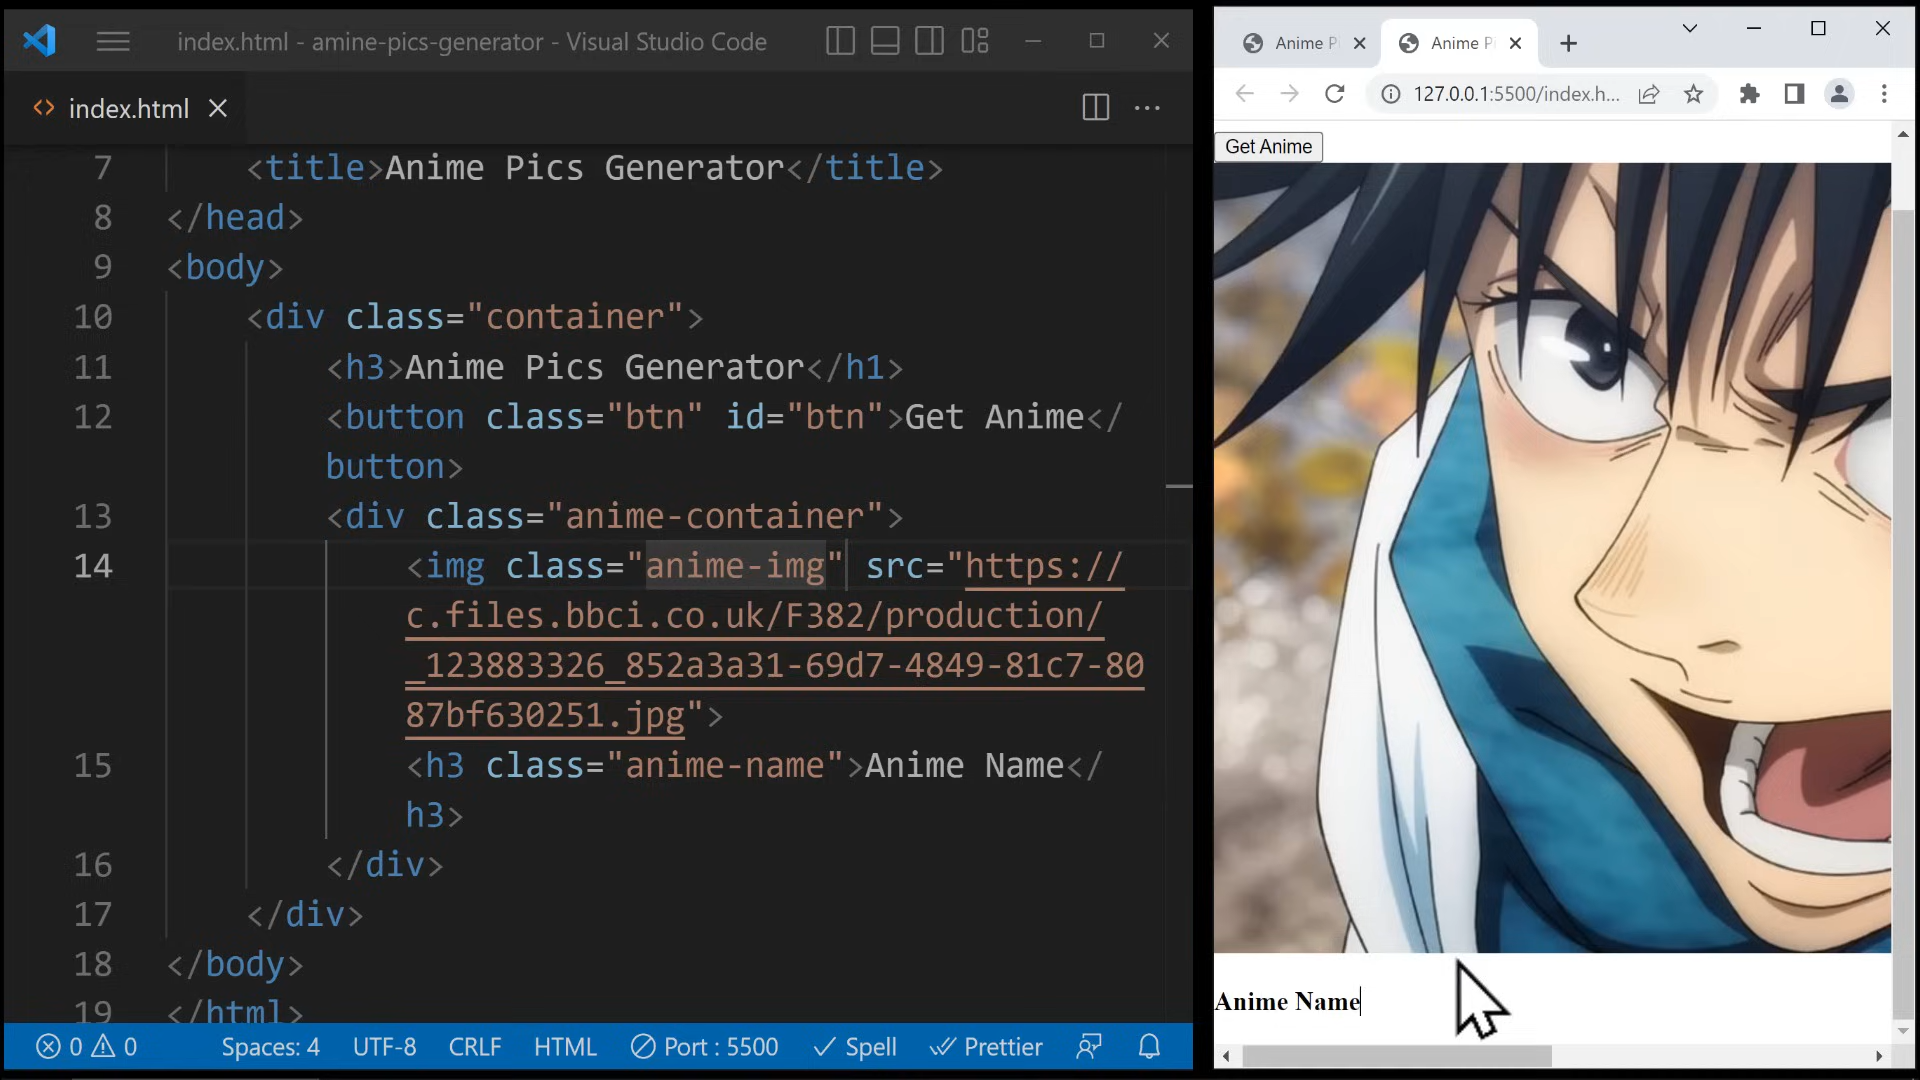 index.html - amine-pics-generator - Visual Studio Code
index.html
7 <title>Anime Pics Generator</title>
8 </head>
9 <body>
10 <div class="container">
11 <h3>Anime Pics Generator</h1>
12 <button class="btn" id="btn">Get Anime</
button>
13 <div class="anime-container">
14 <img class="anime-img" src="https://
c.files.bbci.co.uk/F382/production/
_123883326_852a3a31-69d7-4849-81c7-80
87bf630251.jpg">
15 <h3 class="anime-name">Anime Name</
h3>
16 </div>
17 </div>
18 </body>
19 </html>
0 0 Spaces: 4 UTF-8 CRLF HTML Port : 5500 Spell Prettier
Anime P Anime P
127.0.0.1:5500/index.h...
Get Anime
Anime Name